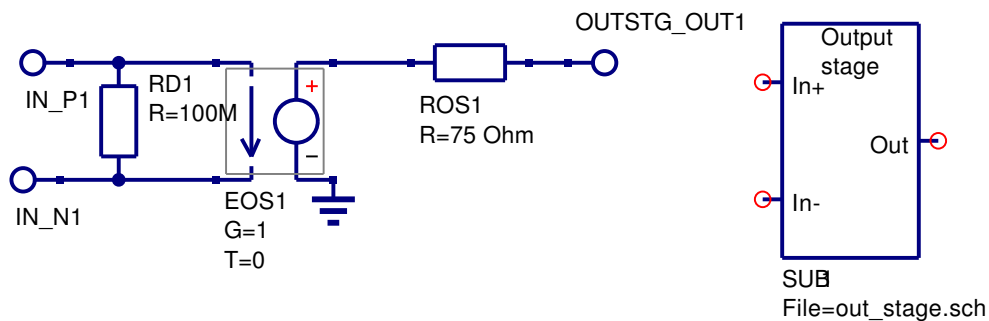 OUTSTG_OUT1
IN_P1
RD1
R=100M
+
−
ROS1
R=75 Ohm
IN_N1
EOS1
G=1
T=0
Output
stage
In+
Out
In-
File=out_stage.sch